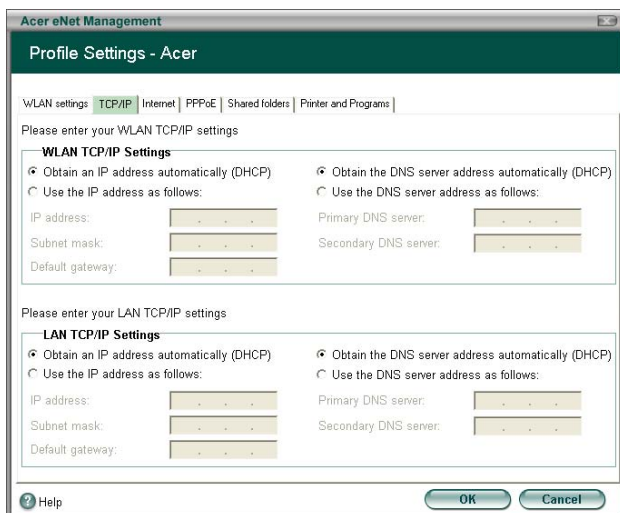 Acer eNet Management
Profile Settings - Acer
WLAN settings TCP/IP Internet PPPoE Shared folders Printer and Programs
Please enter your WLAN TCP/IP settings
WLAN TCP/IP Settings
Obtain an IP address automatically (DHCP) Obtain the DNS server address automatically (DHCP)
Use the IP address as follows: Use the DNS server address as follows:
IP address: Primary DNS server:
Subnet mask: Secondary DNS server:
Default gateway:
Please enter your LAN TCP/IP settings
LAN TCP/IP Settings
Obtain an IP address automatically (DHCP) Obtain the DNS server address automatically (DHCP)
Use the IP address as follows: Use the DNS server address as follows:
IP address: Primary DNS server:
Subnet mask: Secondary DNS server:
Default gateway:
? Help OK Cancel